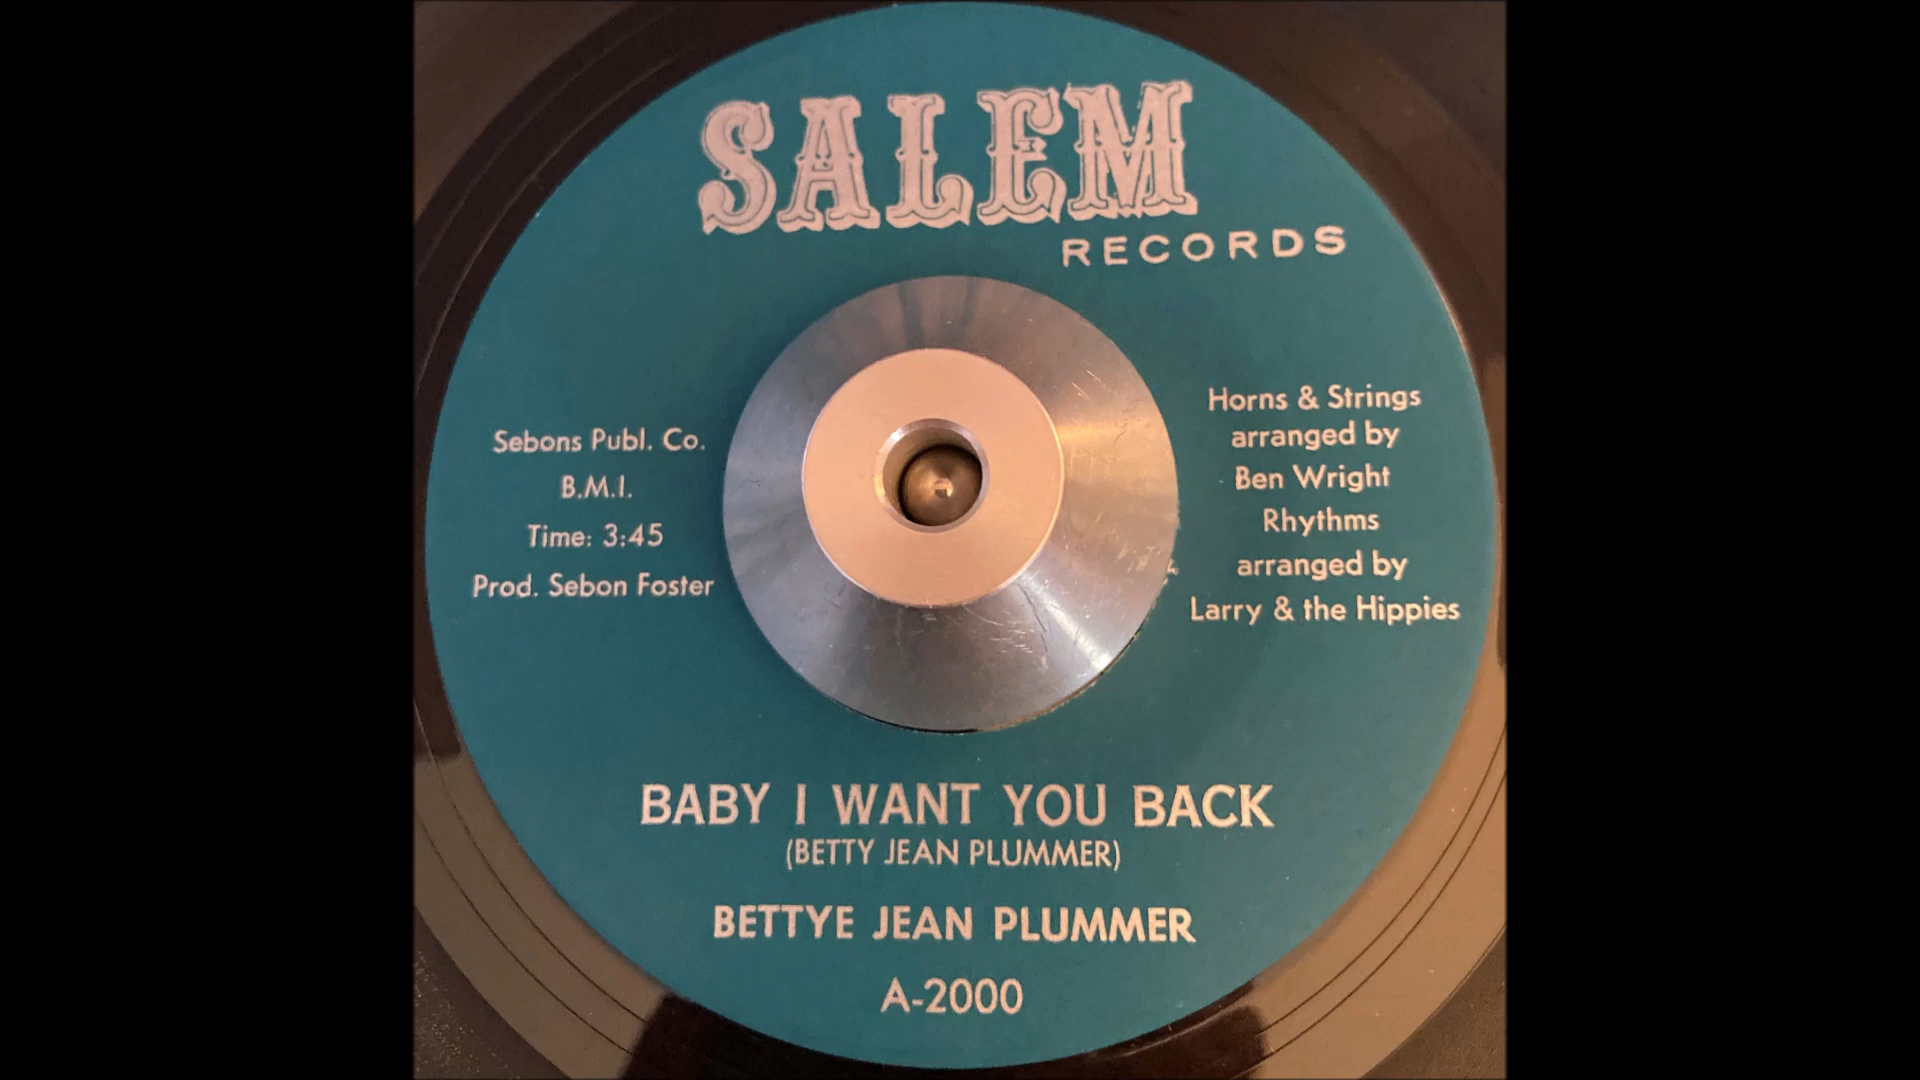 SALEM
RECORDS
Sebons Publ. Co.
B.M.I.
Time: 3:45
Prod. Sebon Foster
Horns & Strings
arranged by
Ben Wright
Rhythms
arranged by
Larry & the Hippies
BABY I WANT YOU BACK
(BETTY JEAN PLUMMER)
BETTYE JEAN PLUMMER
A-2000